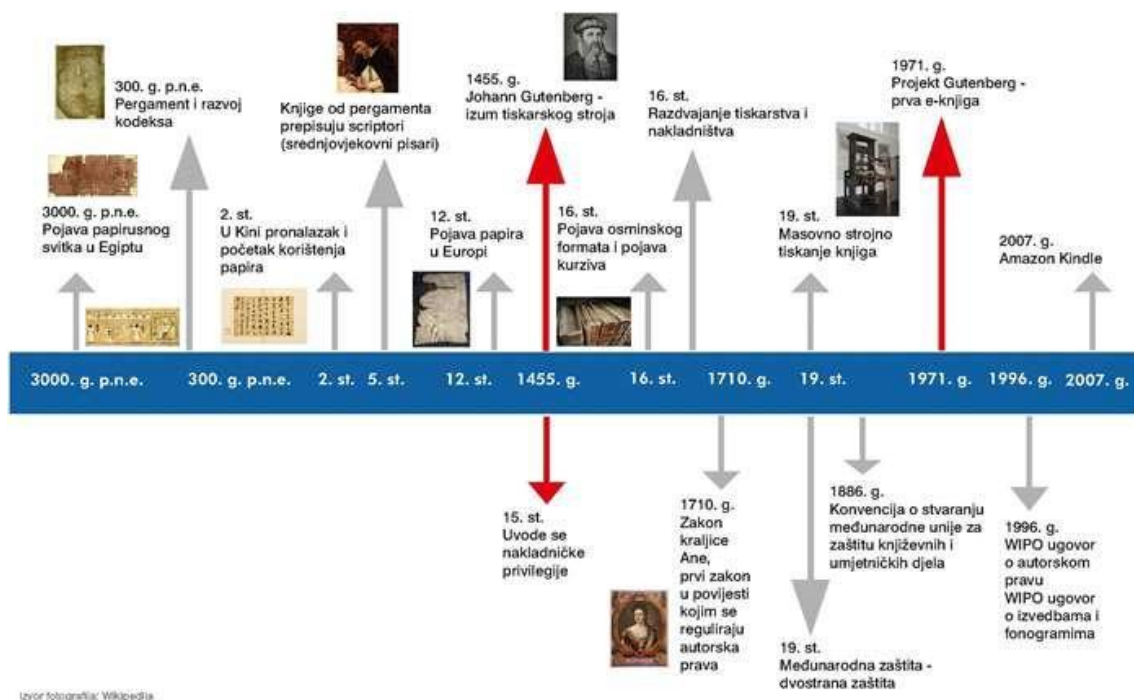 300. g. p.n.e.
Pergament i razvoj
kodeksa
Knjige od pergamenta
prepisuju scriptori
(srednjovjekovni pisari)
1455. g.
Johann Gutenberg -
izum tiskarskog stroja
16. st.
Razdvajanje tiskarstva i
nakladništva
1971. g.
Projekt Gutenberg -
prva e-knjiga
3000. g. p.n.e.
Pojava papirusnog
svitka u Egiptu
2. st.
U Kini pronalazak i
početak korištenja
papira
12. st.
Pojava papira
u Europi
16. st.
Pojava osminskog
formata i pojava
kurziva
19. st.
Masovno strojno
tiskanje knjiga
2007. g.
Amazon Kindle
3000. g. p.n.e. 300. g. p.n.e. 2. st. 5. st. 12. st. 1455. g. 16. st. 1710. g. 19. st. 1971. g. 1996. g. 2007. g.
15. st.
Uvode se
nakladničke
privilegije
1710. g.
Zakon
kraljice
Ane,
prvi zakon
u povijesti
kojim se
reguliraju
autorska
prava
19. st.
Međunarodna zaštita -
dvostrana zaštita
1886. g.
Konvencija o stvaranju
međunarodne unije za
zaštitu književnih i
umjetničkih djela
1996. g.
WIPO ugovor
o autorskom
pravu
WIPO ugovor
o izvedbama i
fonogramima
Izvor fotografija: Wikipedija